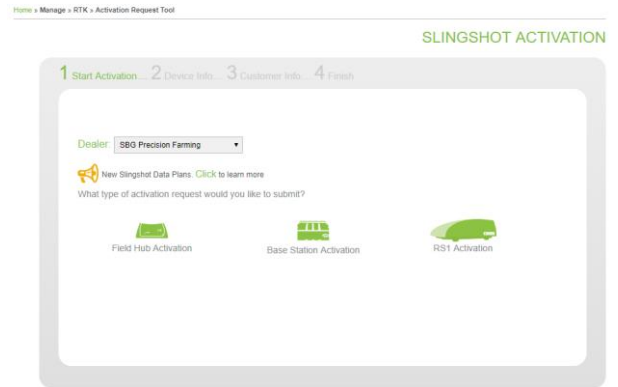 Home » Manage » RTK » Activation Request Tool
SLINGSHOT ACTIVATION
1 Start Activation... 2 Device Info... 3 Customer Info... 4 Finish
Dealer: SBG Precision Farming
New Slingshot Data Plans. Click to learn more
What type of activation request would you like to submit?
Field Hub Activation Base Station Activation RS1 Activation